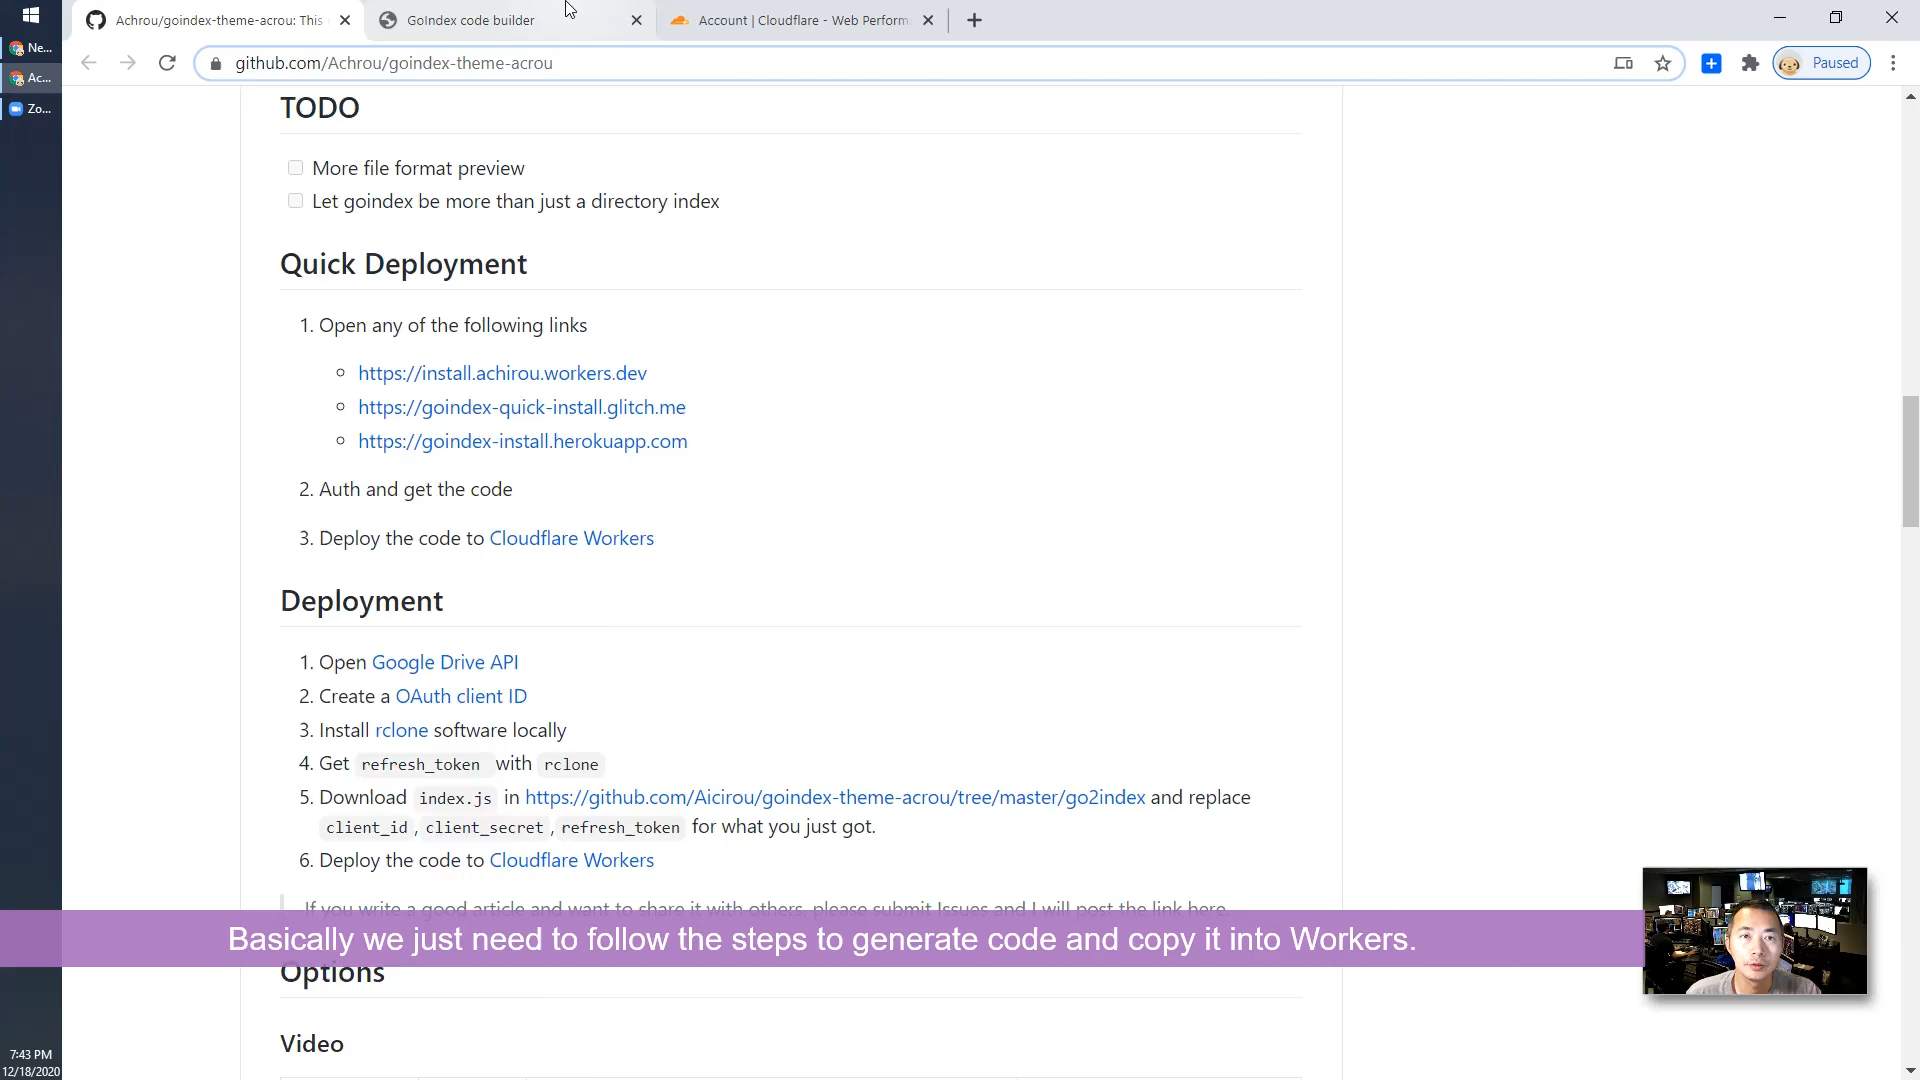 Achrou/goindex-theme-acrou: This
GoIndex code builder
Account | Cloudflare - Web Perform
Ne...
Ac...
Zo...
github.com/Achrou/goindex-theme-acrou
Paused
TODO
More file format preview
Let goindex be more than just a directory index
Quick Deployment
1. Open any of the following links
https://install.achirou.workers.dev
https://goindex-quick-install.glitch.me
https://goindex-install.herokuapp.com
2. Auth and get the code
3. Deploy the code to Cloudflare Workers
Deployment
1. Open Google Drive API
2. Create a OAuth client ID
3. Install rclone software locally
4. Get refresh_token with rclone
5. Download index.js in https://github.com/Aicirou/goindex-theme-acrou/tree/master/go2index and replace
client_id , client_secret , refresh_token for what you just got.
6. Deploy the code to Cloudflare Workers
If you write a good article and want to share it with others, please submit Issues and I will post the link here.
Basically we just need to follow the steps to generate code and copy it into Workers.
Options
Video
7:43 PM
12/18/2020